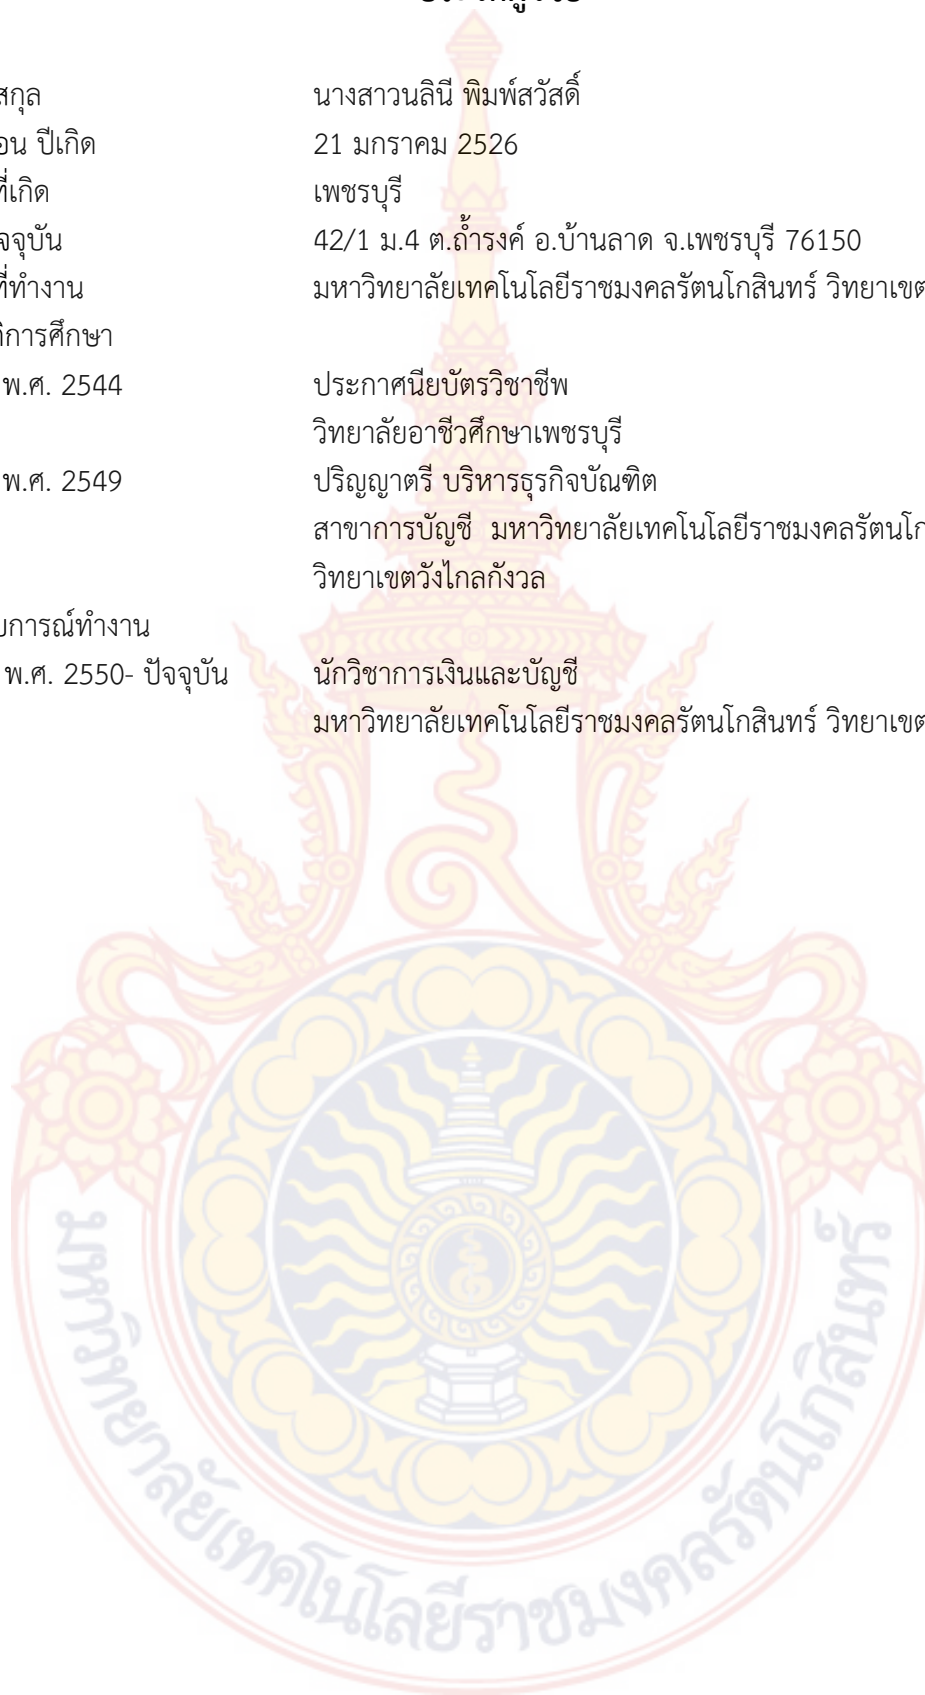 สกุล นางสาวนลินี พิมพ์สวัสดิ์
อน ปีเกิด 21 มกราคม 2526
ที่เกิด เพชรบุรี
จจุบัน 42/1 ม.4 ต.ถ้ำรงค์ อ.บ้านลาด จ.เพชรบุรี 76150
ที่ทำงาน มหาวิทยาลัยเทคโนโลยีราชมงคลรัตนโกสินทร์ วิทยาเขต
ติการศึกษา
พ.ศ. 2544 ประกาศนียบัตรวิชาชีพ
วิทยาลัยอาชีวศึกษาเพชรบุรี
พ.ศ. 2549 ปริญญาตรี บริหารธุรกิจบัณฑิต
สาขาการบัญชี มหาวิทยาลัยเทคโนโลยีราชมงคลรัตนโก
วิทยาเขตวังไกลกังวล
บการณ์ทำงาน
พ.ศ. 2550- ปัจจุบัน นักวิชาการเงินและบัญชี
มหาวิทยาลัยเทคโนโลยีราชมงคลรัตนโกสินทร์ วิทยาเขต
มหาวิทยาลัยเทคโนโลยีราชมงคลรัตนโกสินทร์